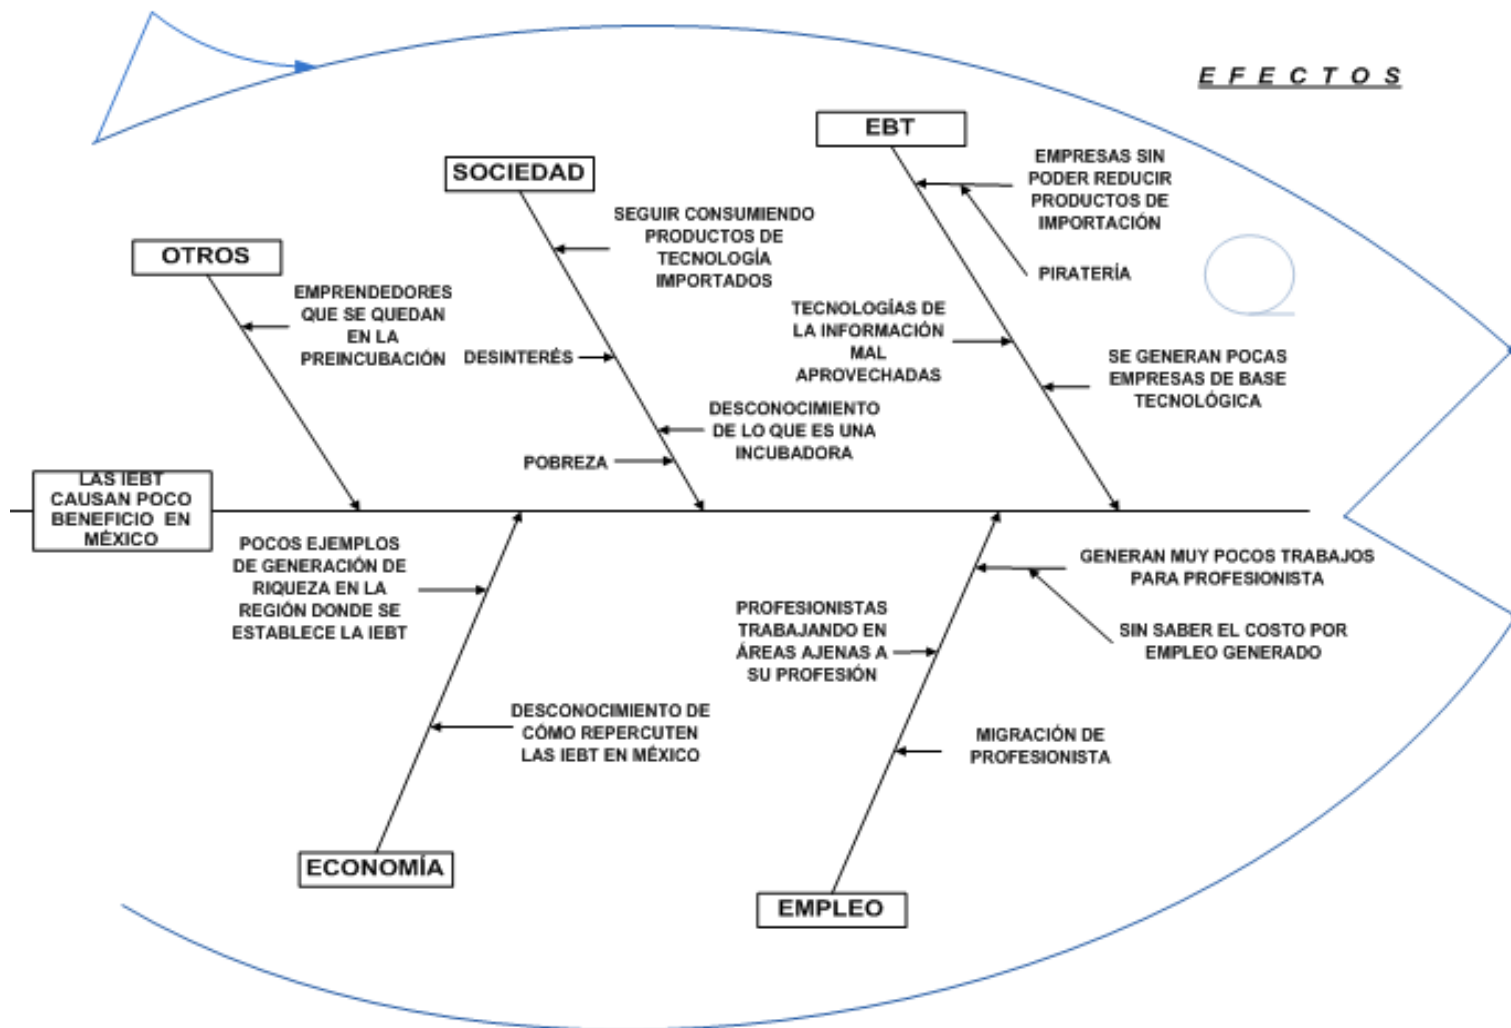 E F E C T O S
EBT
EMPRESAS SIN
PODER REDUCIR
PRODUCTOS DE
IMPORTACIÓN
PIRATERÍA
TECNOLOGÍAS DE
LA INFORMACIÓN
MAL
APROVECHADAS
SE GENERAN POCAS
EMPRESAS DE BASE
TECNOLÓGICA
SOCIEDAD
SEGUIR CONSUMIENDO
PRODUCTOS DE
TECNOLOGÍA
IMPORTADOS
DESINTERÉS
DESCONOCIMIENTO
DE LO QUE ES UNA
INCUBADORA
POBREZA
OTROS
EMPRENDEDORES
QUE SE QUEDAN
EN LA
PREINCUBACIÓN
LAS IEBT
CAUSAN POCO
BENEFICIO EN
MÉXICO
POCOS EJEMPLOS
DE GENERACIÓN DE
RIQUEZA EN LA
REGIÓN DONDE SE
ESTABLECE LA IEBT
DESCONOCIMIENTO DE
CÓMO REPERCUTEN
LAS IEBT EN MÉXICO
ECONOMÍA
GENERAN MUY POCOS TRABAJOS
PARA PROFESIONISTA
SIN SABER EL COSTO POR
EMPLEO GENERADO
PROFESIONISTAS
TRABAJANDO EN
ÁREAS AJENAS A
SU PROFESIÓN
MIGRACIÓN DE
PROFESIONISTA
EMPLEO